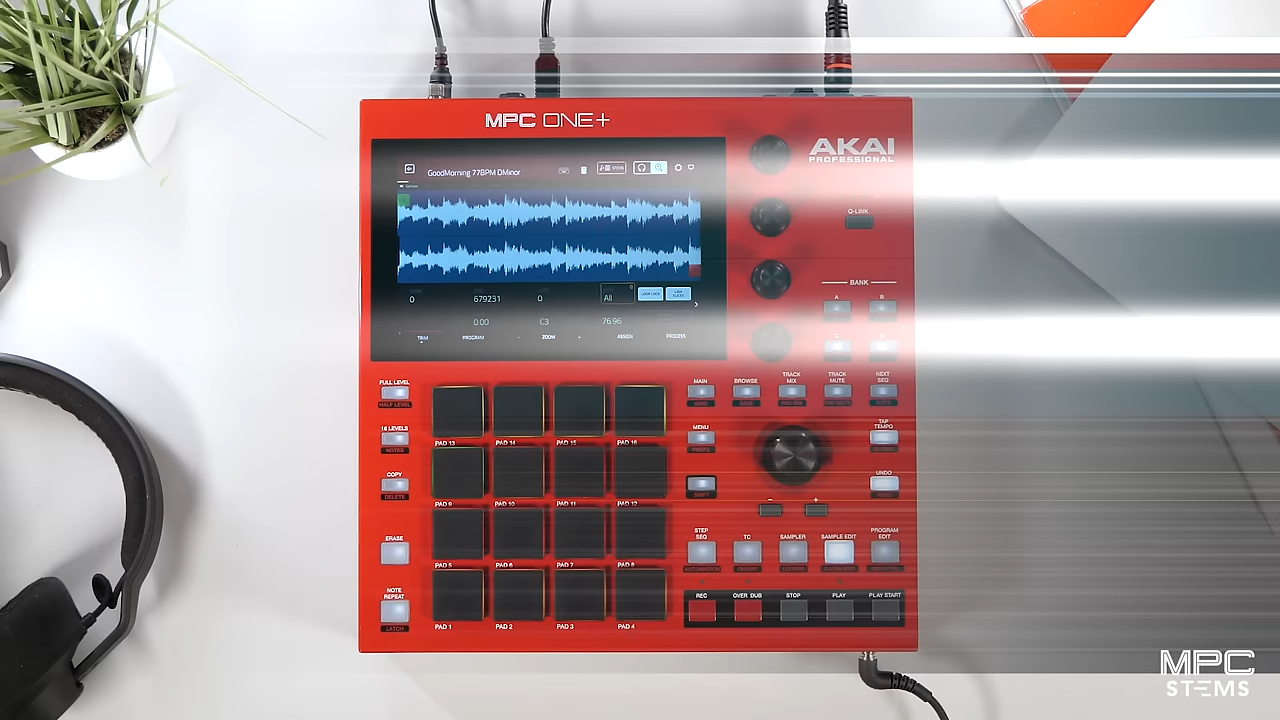 MPC ONE+
AKAI
PROFESSIONAL
GoodMorning 77BPM DMinor
Q-LINK
BANK
A B
0 679231 0 All
LOOP LOCK
0.00 C3 76.96
TRIM PROGRAM - ZOOM + ASSIGN PROCESS
FULL LEVEL
HALF LEVEL
MAIN BROWSE TRACK MIX TRACK MUTE NEXT SEQ
16 LEVELS
NOTES
PAD 13 PAD 14 PAD 15 PAD 16
MENU
TAP TEMPO
COPY
DELETE
UNDO
SHIFT
PAD 9 PAD 10 PAD 11 PAD 12
- +
ERASE
STEP SEQ TC SAMPLER SAMPLE EDIT PROGRAM EDIT
PAD 5 PAD 6 PAD 7 PAD 8
NOTE REPEAT
LATCH
REC OVER DUB STOP PLAY PLAY START
PAD 1 PAD 2 PAD 3 PAD 4
MPC
STEMS